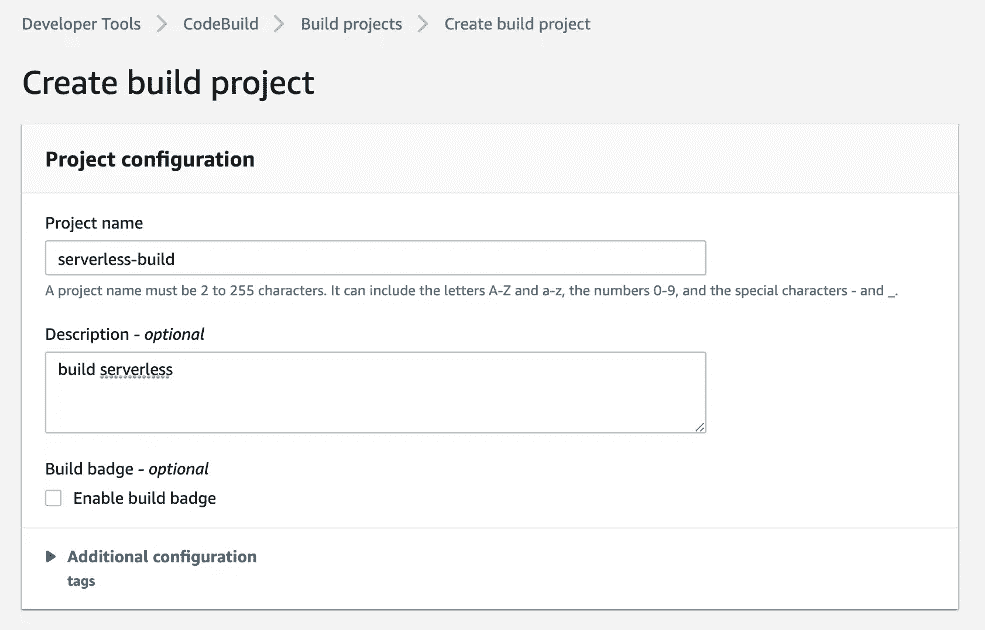 Developer Tools > CodeBuild > Build projects > Create build project
Create build project
Project configuration
Project name
serverless-build
A project name must be 2 to 255 characters. It can include the letters A-Z and a-z, the numbers 0-9, and the special characters - and _.
Description - optional
build serverless
Build badge - optional
Enable build badge
Additional configuration
tags